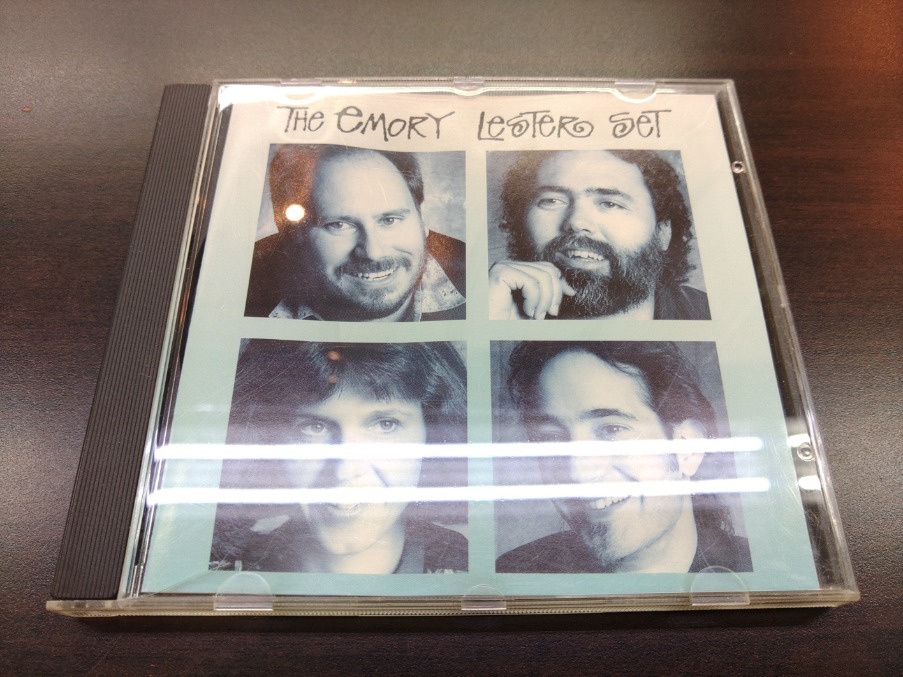 THE EMORY LESTER SET